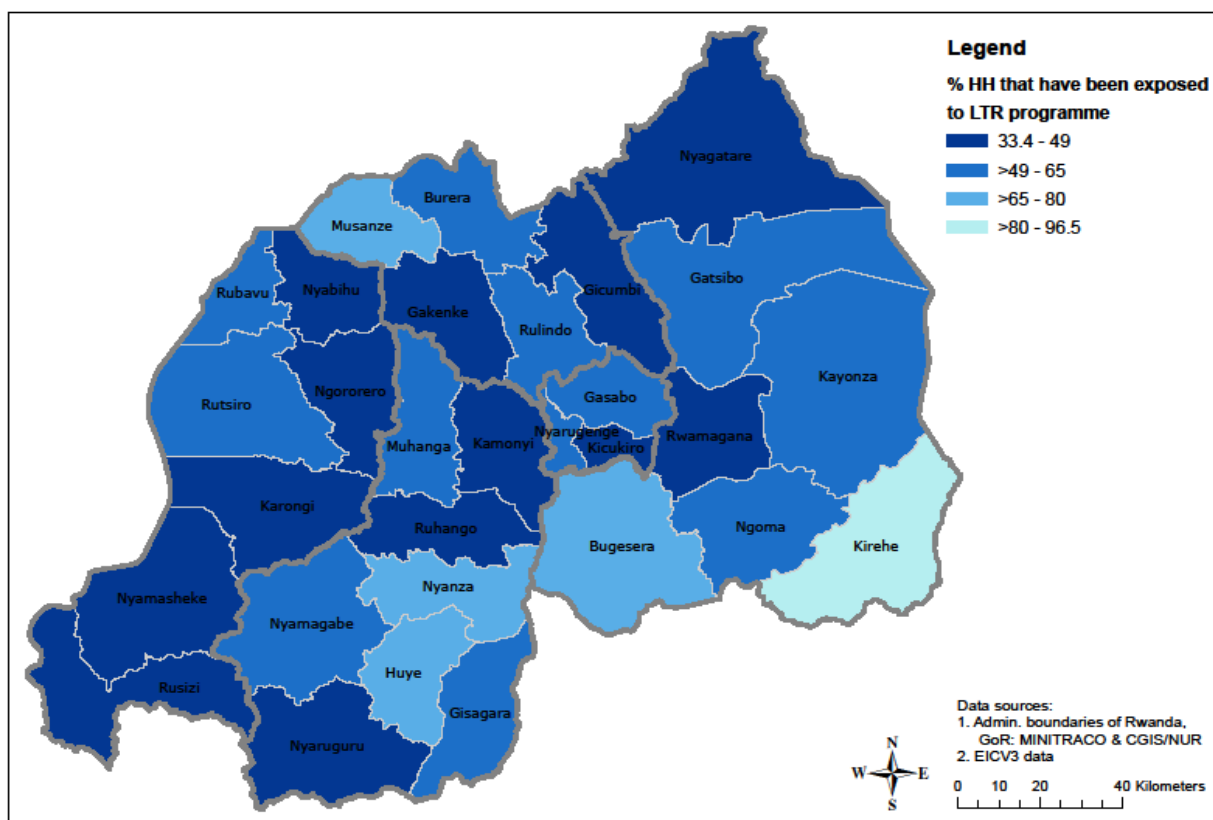 Legend
% HH that have been exposed
to LTR programme
33.4 - 49
>49 - 65
>65 - 80
>80 - 96.5
Nyagatare
Burera
Musanze
Gatsibo
Rubavu
Nyabihu
Gicumbi
Gakenke
Rulindo
Kayonza
Ngororero
Gasabo
Rutsiro
Nyarugenge
Rwamagana
Muhanga
Kamonyi
Kicukiro
Karongi
Ruhango
Ngoma
Bugesera
Kirehe
Nyanza
Nyamasheke
Nyamagabe
Huye
Rusizi
Gisagara
Nyaruguru
Data sources:
1. Admin. boundaries of Rwanda,
GoR: MINITRACO & CGIS/NUR
2. EICV3 data
N
W E
S
0 10 20 40 Kilometers